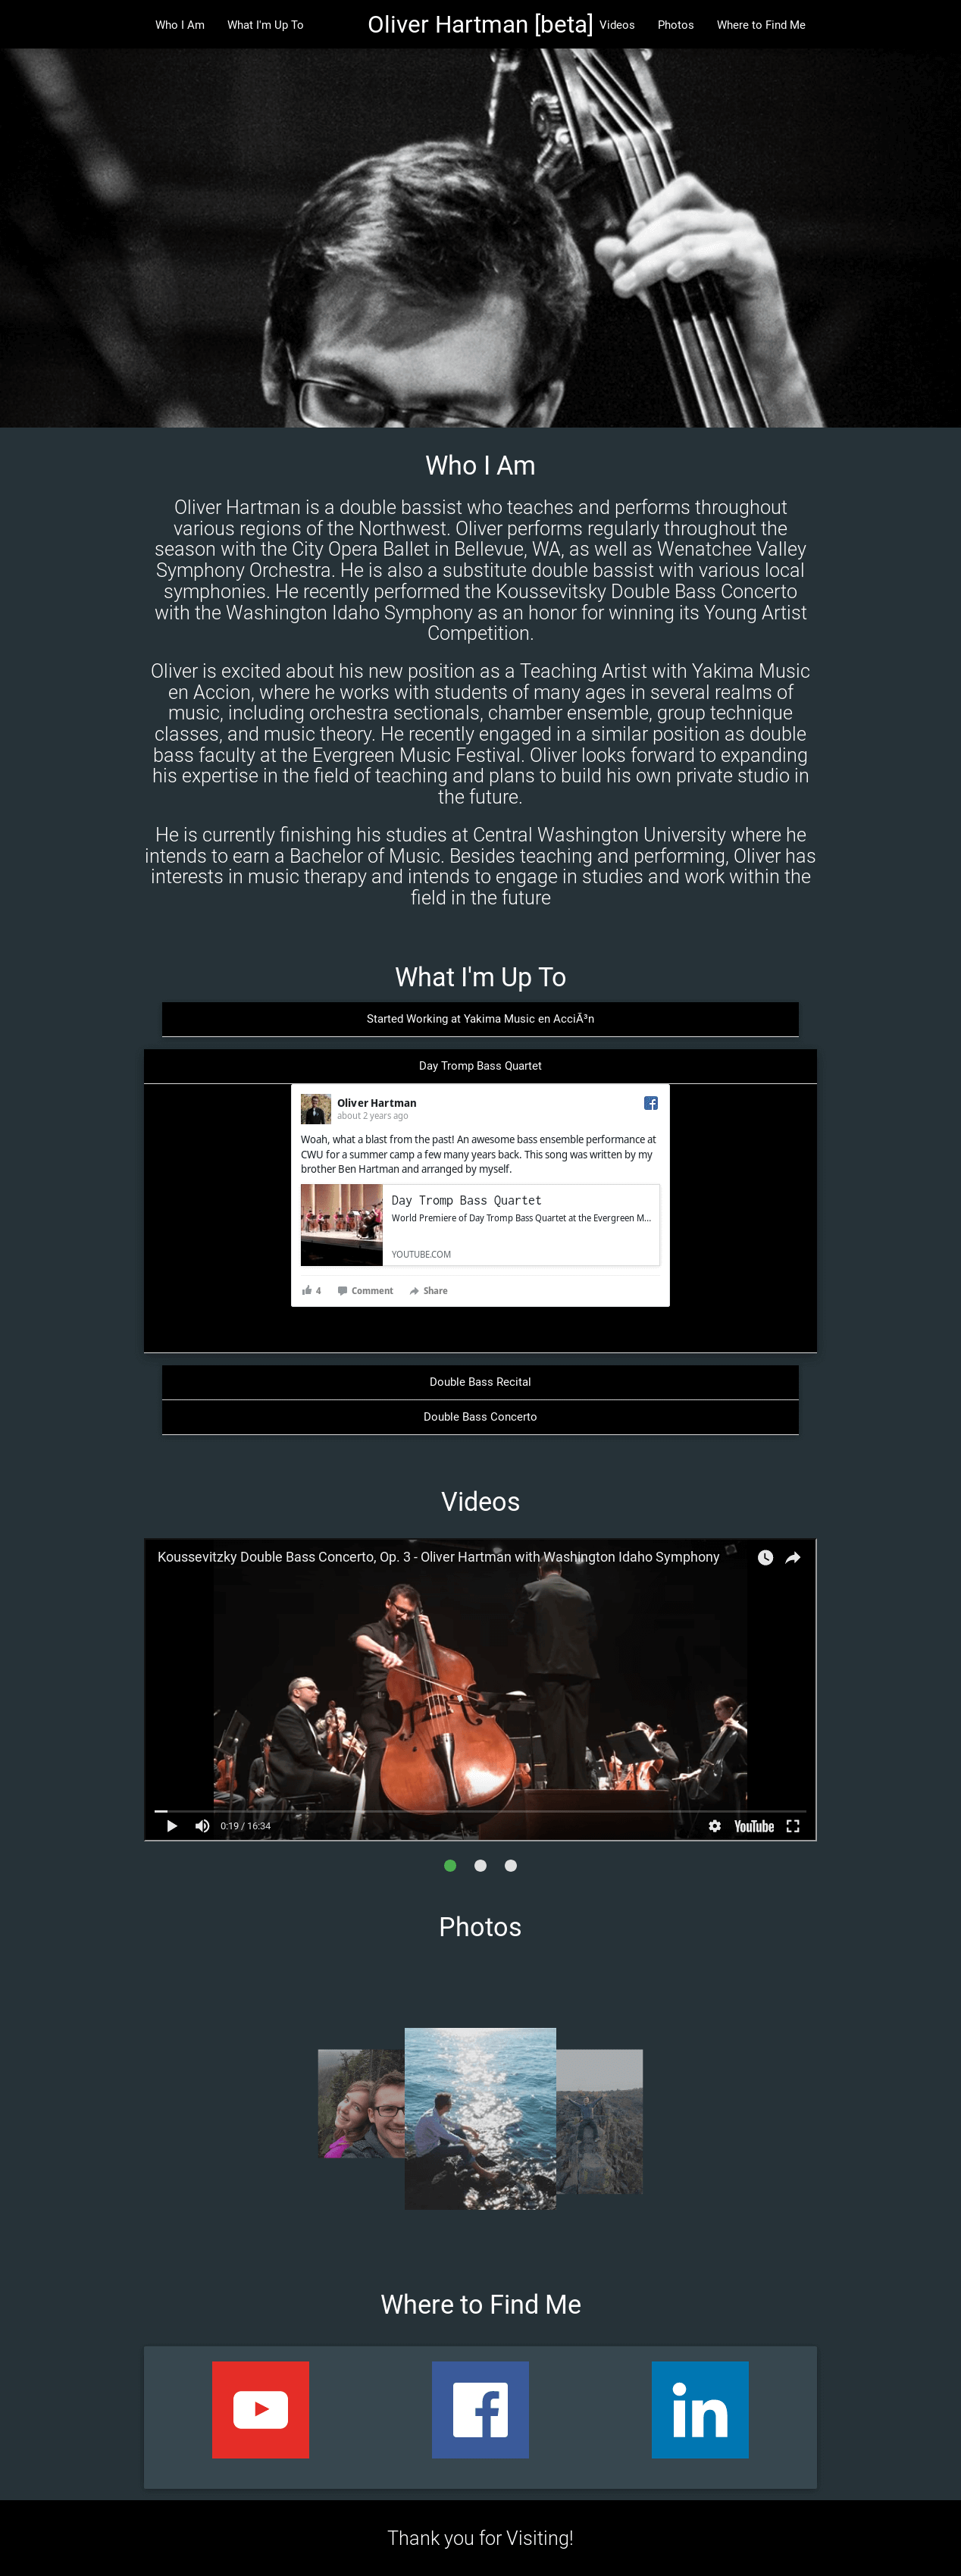 Who I Am
What I'm Up To
Oliver Hartman [beta]
Videos
Photos
Where to Find Me
Who I Am
Oliver Hartman is a double bassist who teaches and performs throughout
various regions of the Northwest. Oliver performs regularly throughout the
season with the City Opera Ballet in Bellevue, WA, as well as Wenatchee Valley
Symphony Orchestra. He is also a substitute double bassist with various local
symphonies. He recently performed the Koussevitsky Double Bass Concerto
with the Washington Idaho Symphony as an honor for winning its Young Artist
Competition.
Oliver is excited about his new position as a Teaching Artist with Yakima Music
en Accion, where he works with students of many ages in several realms of
music, including orchestra sectionals, chamber ensemble, group technique
classes, and music theory. He recently engaged in a similar position as double
bass faculty at the Evergreen Music Festival. Oliver looks forward to expanding
his expertise in the field of teaching and plans to build his own private studio in
the future.
He is currently finishing his studies at Central Washington University where he
intends to earn a Bachelor of Music. Besides teaching and performing, Oliver has
interests in music therapy and intends to engage in studies and work within the
field in the future
What I'm Up To
Started Working at Yakima Music en AcciÃ³n
Day Tromp Bass Quartet
Oliver Hartman
about 2 years ago
Woah, what a blast from the past! An awesome bass ensemble performance at
CWU for a summer camp a few many years back. This song was written by my
brother Ben Hartman and arranged by myself.
Day Tromp Bass Quartet
World Premiere of Day Tromp Bass Quartet at the Evergreen M...
YOUTUBE.COM
4
Comment
Share
Double Bass Recital
Double Bass Concerto
Videos
Koussevitzky Double Bass Concerto, Op. 3 - Oliver Hartman with Washington Idaho Symphony
0:19 / 16:34
YouTube
Photos
Where to Find Me
in
Thank you for Visiting!